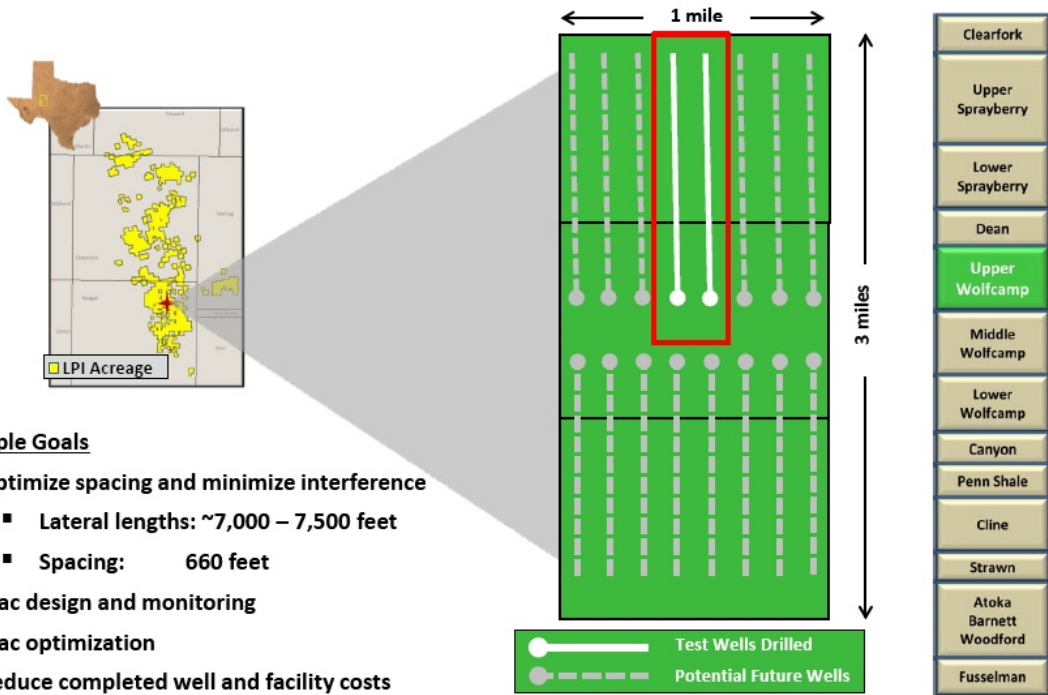 1 mile
3 miles
LPI Acreage
ple Goals
ptimize spacing and minimize interference
▪ Lateral lengths: ~7,000 – 7,500 feet
▪ Spacing: 660 feet
ac design and monitoring
ac optimization
educe completed well and facility costs
Test Wells Drilled
Potential Future Wells
Clearfork
Upper
Sprayberry
Lower
Sprayberry
Dean
Upper
Wolfcamp
Middle
Wolfcamp
Lower
Wolfcamp
Canyon
Penn Shale
Cline
Strawn
Atoka
Barnett
Woodford
Fusselman